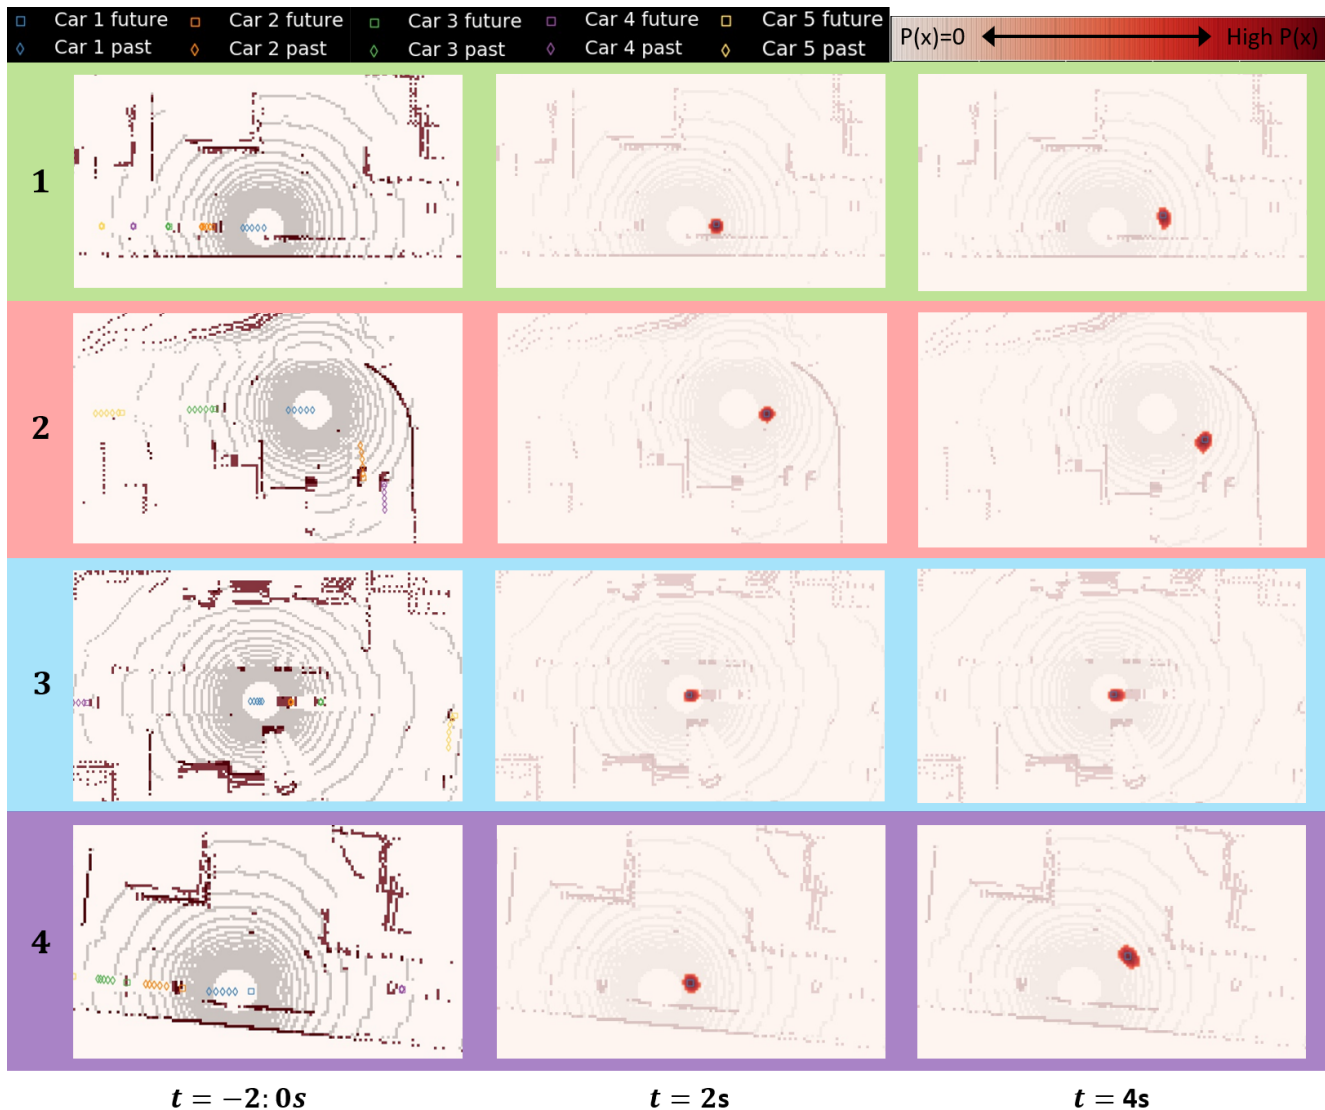 Car 1 future Car 2 future Car 3 future Car 4 future Car 5 future
Car 1 past Car 2 past Car 3 past Car 4 past Car 5 past
P(x)=0 High P(x)
1
2
3
4
t = −2: 0s t = 2s t = 4s